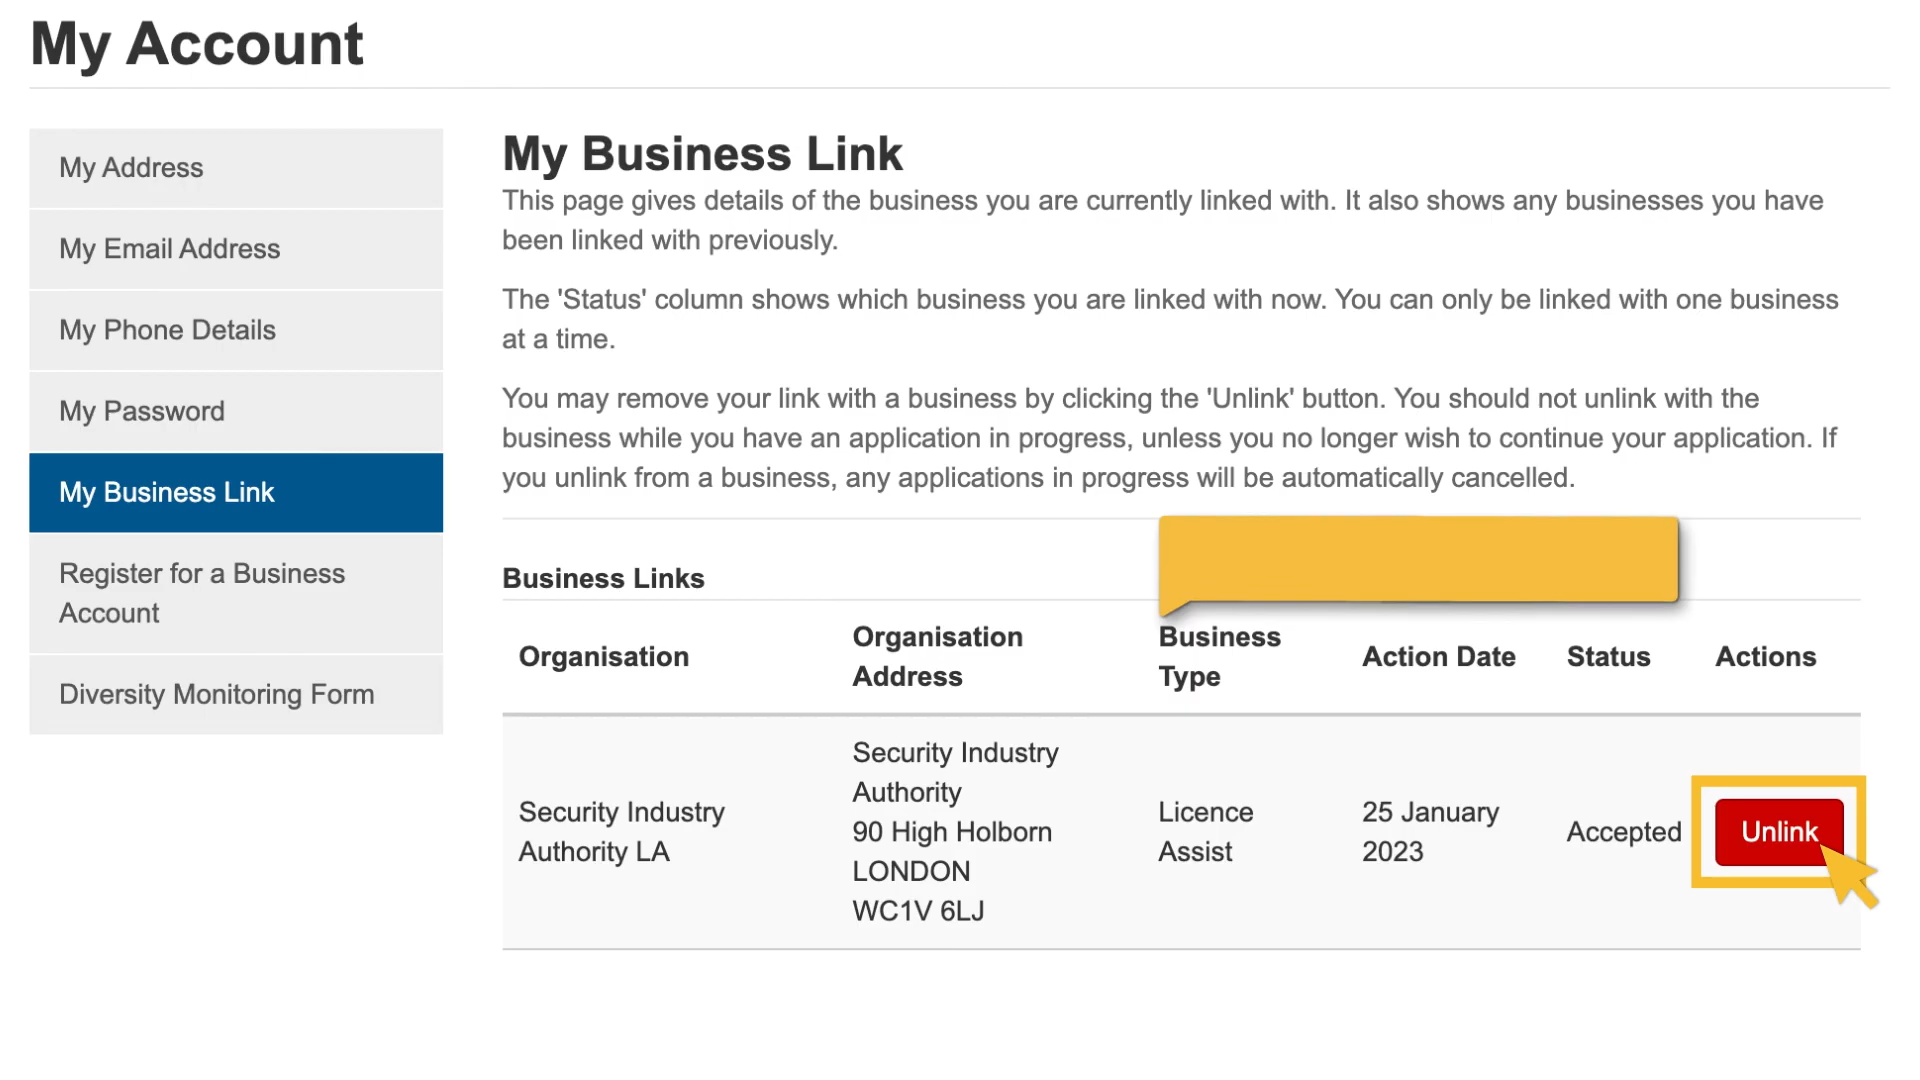 My Account
My Address
My Email Address
My Phone Details
My Password
My Business Link
Register for a Business
Account
Diversity Monitoring Form
My Business Link
This page gives details of the business you are currently linked with. It also shows any businesses you have
been linked with previously.
The 'Status' column shows which business you are linked with now. You can only be linked with one business
at a time.
You may remove your link with a business by clicking the 'Unlink' button. You should not unlink with the
business while you have an application in progress, unless you no longer wish to continue your application. If
you unlink from a business, any applications in progress will be automatically cancelled.
Business Links
Organisation
Organisation
Address
Business
Type
Action Date
Status
Actions
Security Industry
Authority LA
Security Industry
Authority
90 High Holborn
LONDON
WC1V 6LJ
Licence
Assist
25 January
2023
Accepted
Unlink